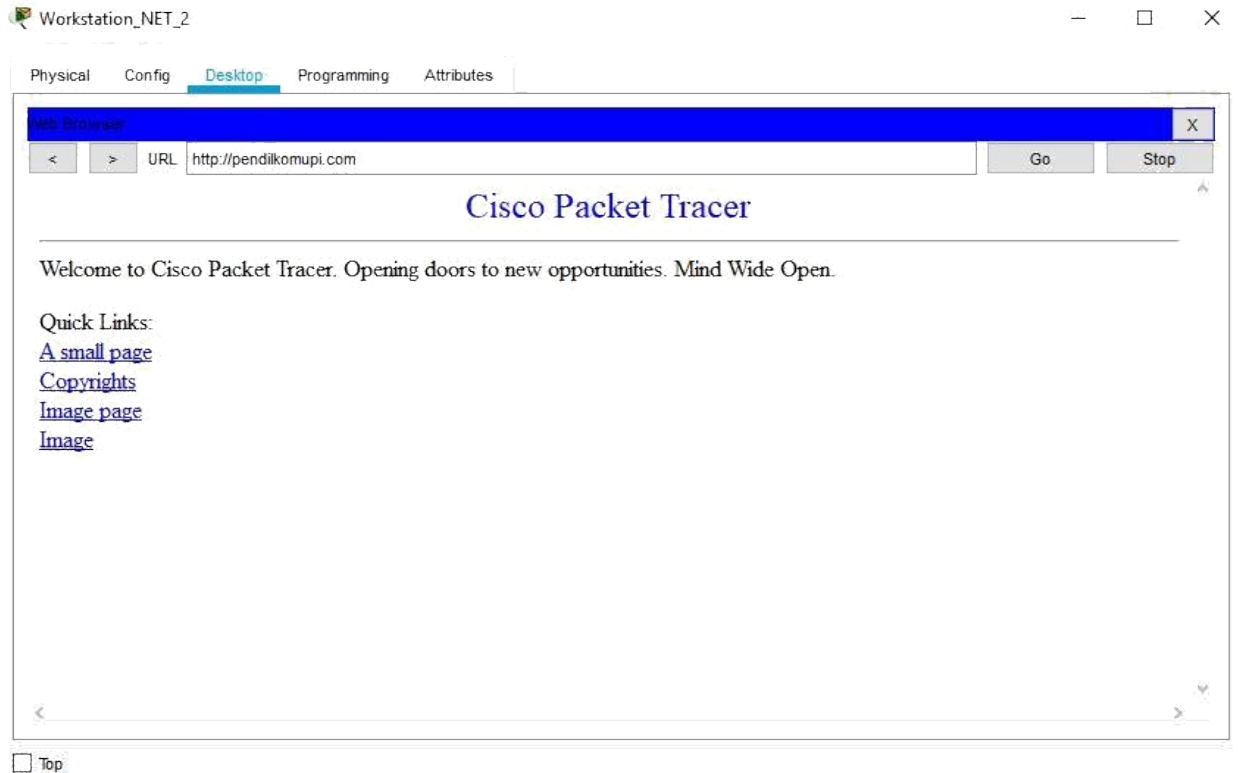 Workstation_NET_2
Physical Config Desktop Programming Attributes
Web Browser X
< > URL http://pendilkomupi.com Go Stop
Cisco Packet Tracer
Welcome to Cisco Packet Tracer. Opening doors to new opportunities. Mind Wide Open.
Quick Links:
A small page
Copyrights
Image page
Image
Top